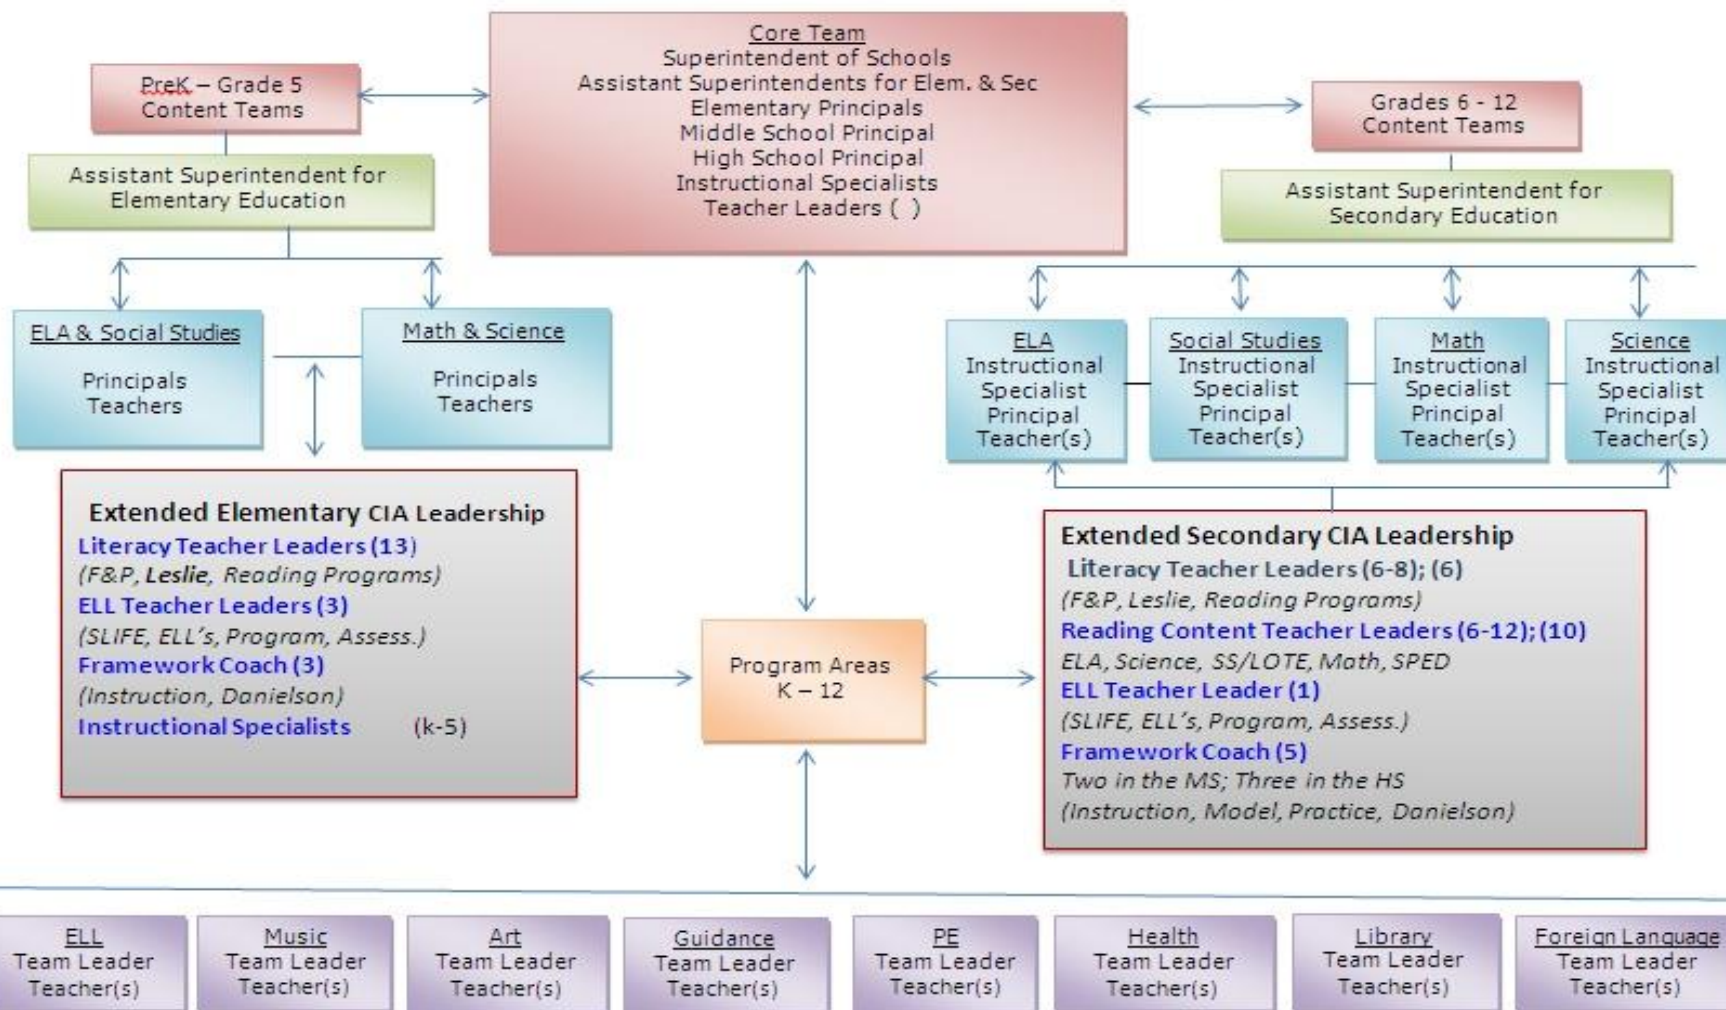 Core Team
Superintendent of Schools
Assistant Superintendents for Elem. & Sec
Elementary Principals
Middle School Principal
High School Principal
Instructional Specialists
Teacher Leaders ( )
PreK – Grade 5
Content Teams
Grades 6 - 12
Content Teams
Assistant Superintendent for
Elementary Education
Assistant Superintendent for
Secondary Education
ELA & Social Studies
Principals
Teachers
Math & Science
Principals
Teachers
ELA
Instructional
Specialist
Principal
Teacher(s)
Social Studies
Instructional
Specialist
Principal
Teacher(s)
Math
Instructional
Specialist
Principal
Teacher(s)
Science
Instructional
Specialist
Principal
Teacher(s)
Extended Elementary CIA Leadership
Literacy Teacher Leaders (13)
(F&P, Leslie, Reading Programs)
ELL Teacher Leaders (3)
(SLIFE, ELL’s, Program, Assess.)
Framework Coach (3)
(Instruction, Danielson)
Instructional Specialists (k-5)
Program Areas
K – 12
Extended Secondary CIA Leadership
Literacy Teacher Leaders (6-8); (6)
(F&P, Leslie, Reading Programs)
Reading Content Teacher Leaders (6-12); (10)
ELA, Science, SS/LOTE, Math, SPED
ELL Teacher Leader (1)
(SLIFE, ELL’s, Program, Assess.)
Framework Coach (5)
Two in the MS; Three in the HS
(Instruction, Model, Practice, Danielson)
ELL
Team Leader
Teacher(s)
Music
Team Leader
Teacher(s)
Art
Team Leader
Teacher(s)
Guidance
Team Leader
Teacher(s)
PE
Team Leader
Teacher(s)
Health
Team Leader
Teacher(s)
Library
Team Leader
Teacher(s)
Foreign Language
Team Leader
Teacher(s)